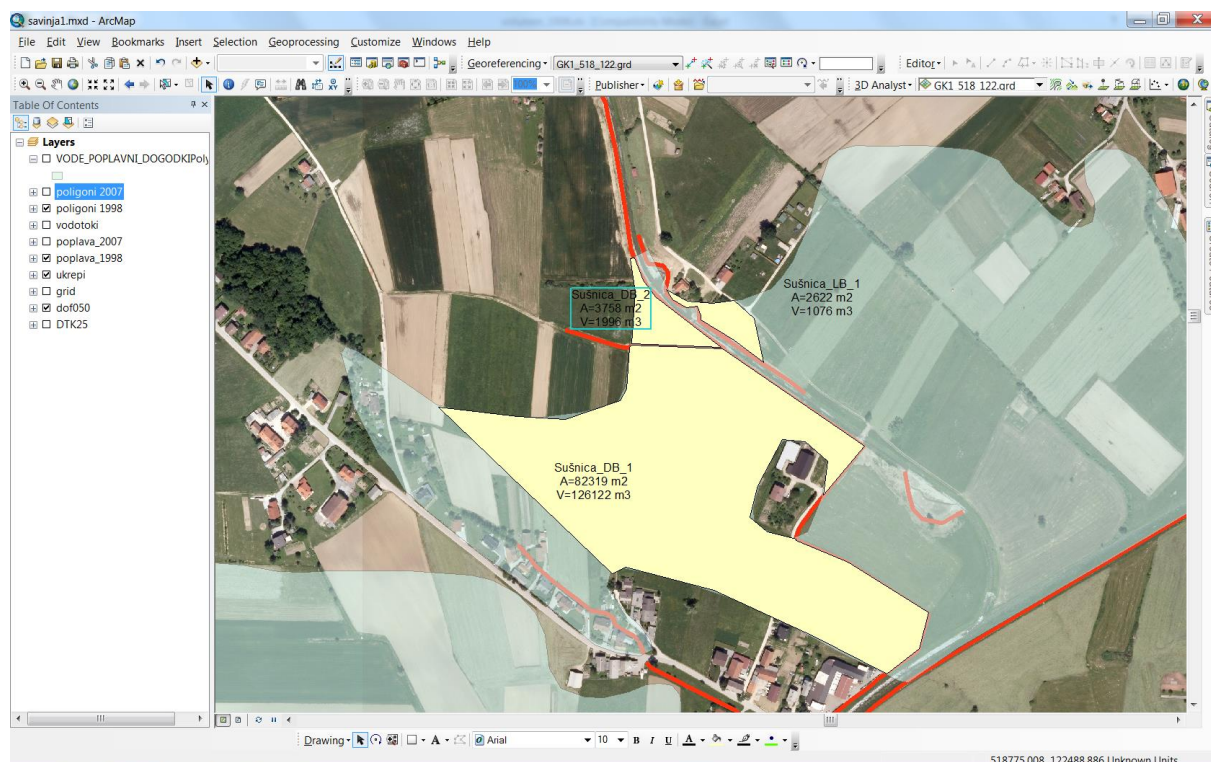 savinja1.mxd - ArcMap
File Edit View Bookmarks Insert Selection Geoprocessing Customize Windows Help
Georeferencing GK1_518_122.grd Editor
100% Publisher 3D Analyst GK1_518_122.grd
Table Of Contents
Layers
VODE_POPLAVNI_DOGODKIPoly
poligoni 2007
poligoni 1998
vodotoki
poplava_2007
poplava_1998
ukrepi
grid
dof050
DTK25
Sušnica_DB_2
A=3758 m2
V=1996 m3
Sušnica_LB_1
A=2622 m2
V=1076 m3
Sušnica_DB_1
A=82319 m2
V=126122 m3
Drawing A Arial 10 B I U A
518775,008 122488,886 Unknown Units